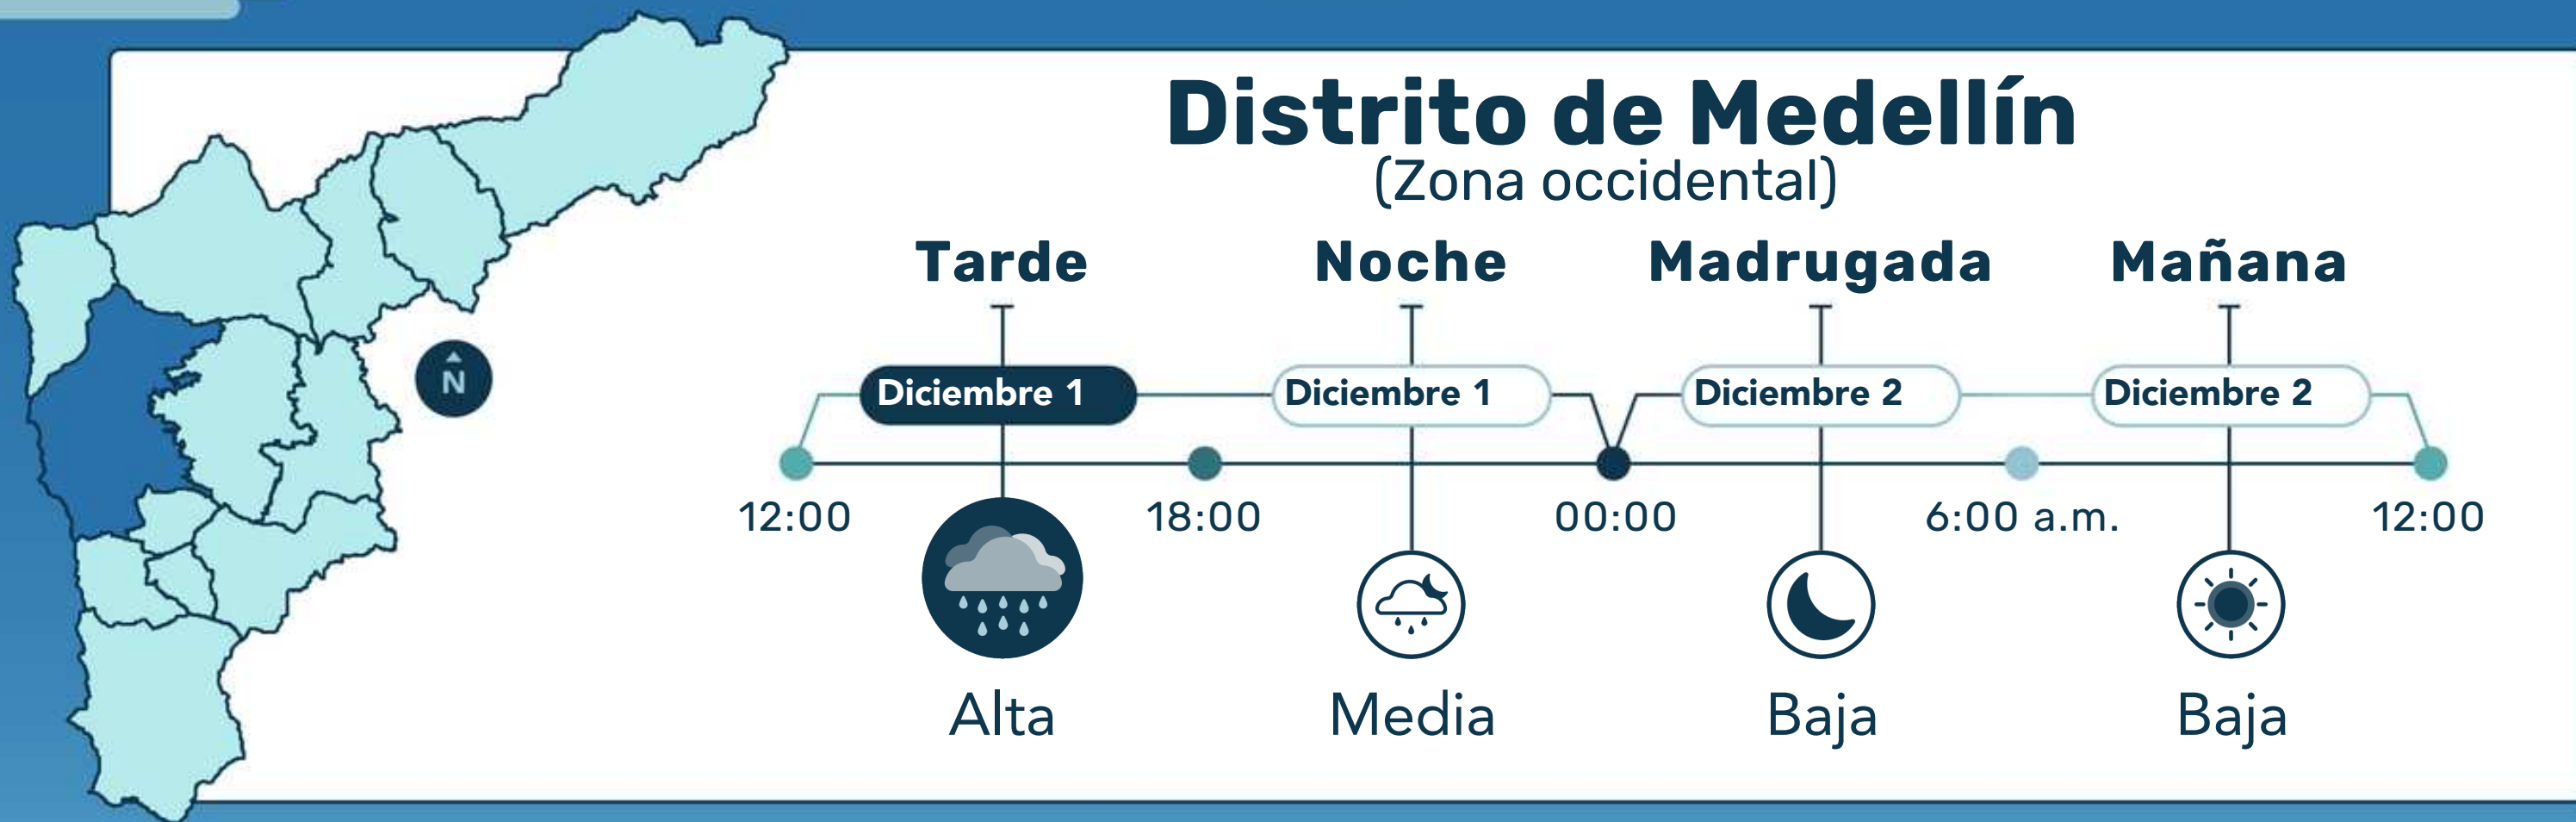 Distrito de Medellín
(Zona occidental)
Tarde Noche Madrugada Mañana
N
Diciembre 1 Diciembre 1 Diciembre 2 Diciembre 2
12:00 18:00 00:00 6:00 a.m. 12:00
Alta Media Baja Baja